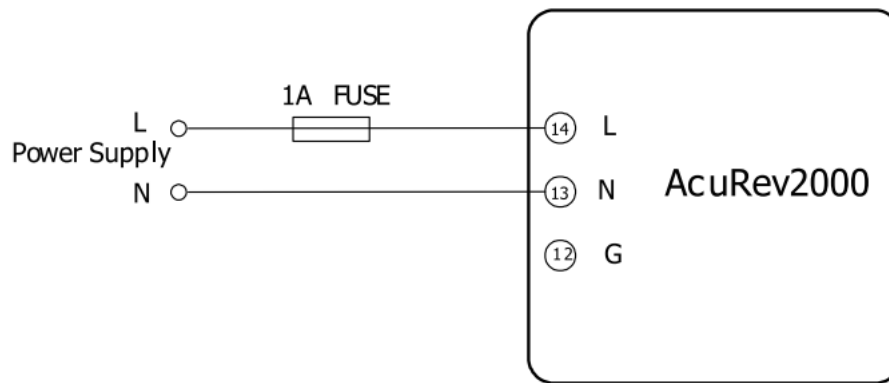 1A FUSE
L
Power Supply
N
14 L
13 N
12 G
AcuRev2000